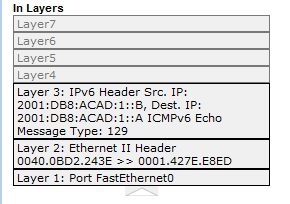 In Layers
Layer7
Layer6
Layer5
Layer4
Layer 3: IPv6 Header Src. IP:
2001:DB8:ACAD:1::B, Dest. IP:
2001:DB8:ACAD:1::A ICMPv6 Echo
Message Type: 129
Layer 2: Ethernet II Header
0040.0BD2.243E >> 0001.427E.E8ED
Layer 1: Port FastEthernet0